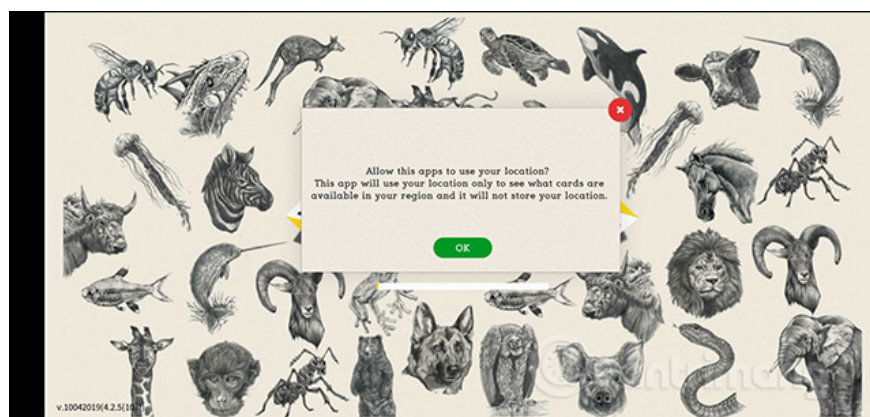 Allow this apps to use your location?
This app will use your location only to see what cards are
available in your region and it will not store your location.
OK